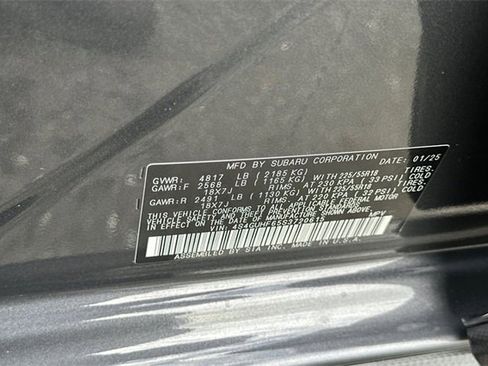 MFD BY SUBARU CORPORATION 01/25
GVWR: 4817 LB (2185 KG)
GAWR:F 2568 LB (1165 KG) WITH 225/55R18 TIRES.
18X7J RIMS. AT 230 KPA (33 PSI) COLD
GAWR:R 2491 LB (1130 KG) WITH 225/55R18 TIRES.
18X7J RIMS. AT 220 KPA (32 PSI) COLD
THIS VEHICLE CONFORMS TO ALL APPLICABLE FEDERAL MOTOR
VEHICLE SAFETY AND THEFT PREVENTION STANDARDS
IN EFFECT ON THE DATE OF MANUFACTURE SHOWN ABOVE.
VIN: MPV
ASSEMBLED BY SIA, INC. MADE IN U.S.A.